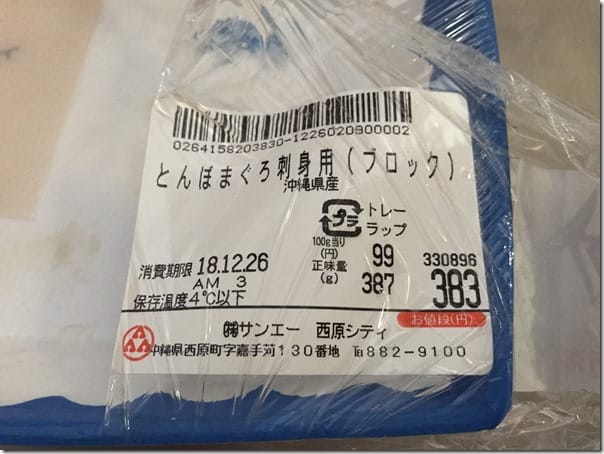 0264158203830-1226020900002
とんぼまぐろ刺身用(ブロック)
沖縄県産
プラ
トレー
ラップ
100g当り
(円) 99 330896
正味量
(g) 387 383
お値段(円)
消費期限 18.12.26
AM 3
保存温度4℃以下
㈱サンエー 西原シティ
沖縄県西原町字嘉手苅130番地 ℡882-9100